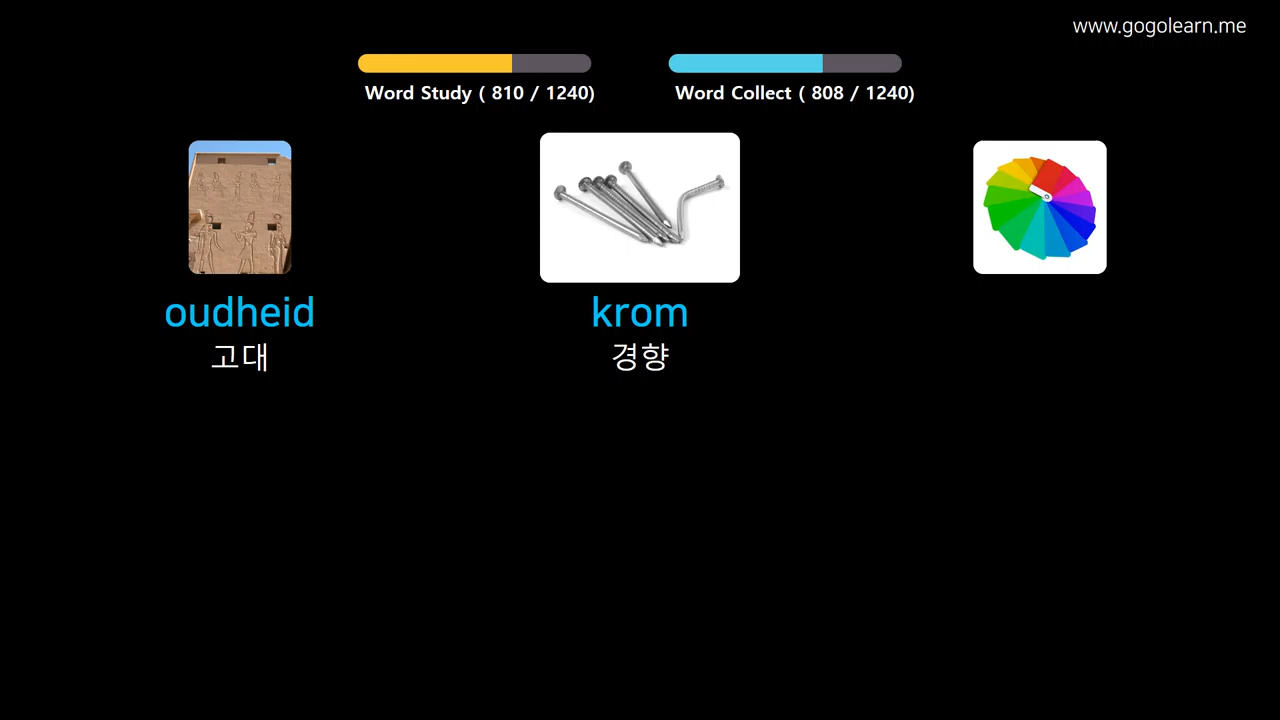 www.gogolearn.me
Word Study ( 810 / 1240)
Word Collect ( 808 / 1240)
oudheid
krom
고대
경향